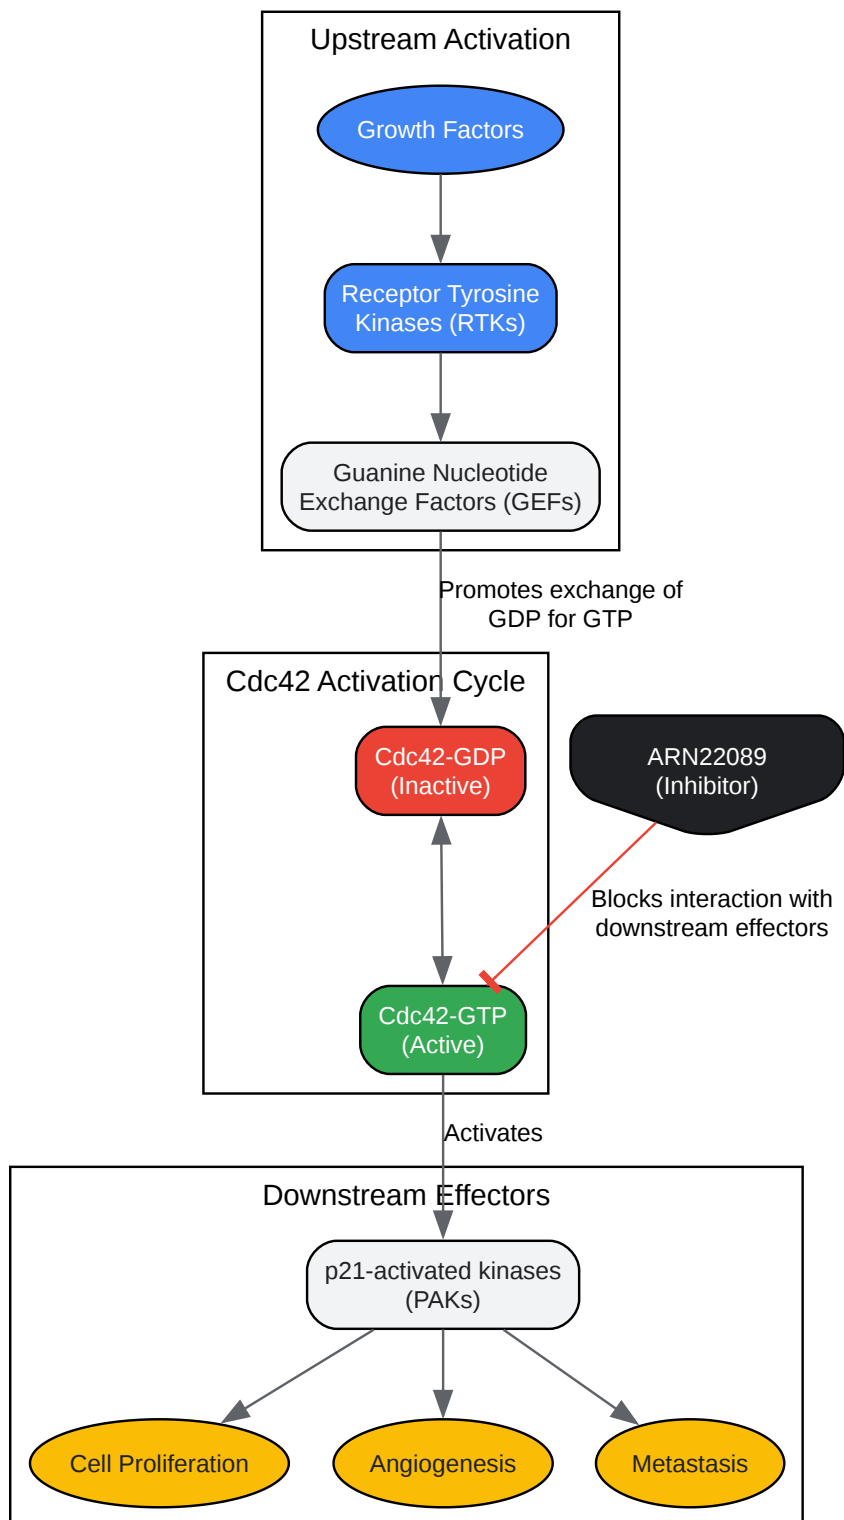 Upstream Activation
Growth Factors
Receptor Tyrosine
Kinases (RTKs)
Guanine Nucleotide
Exchange Factors (GEFs)
Promotes exchange of
GDP for GTP
Cdc42 Activation Cycle
Cdc42-GDP
(Inactive)
ARN22089
(Inhibitor)
Blocks interaction with
downstream effectors
Cdc42-GTP
(Active)
Activates
Downstream Effectors
p21-activated kinases
(PAKs)
Cell Proliferation
Angiogenesis
Metastasis